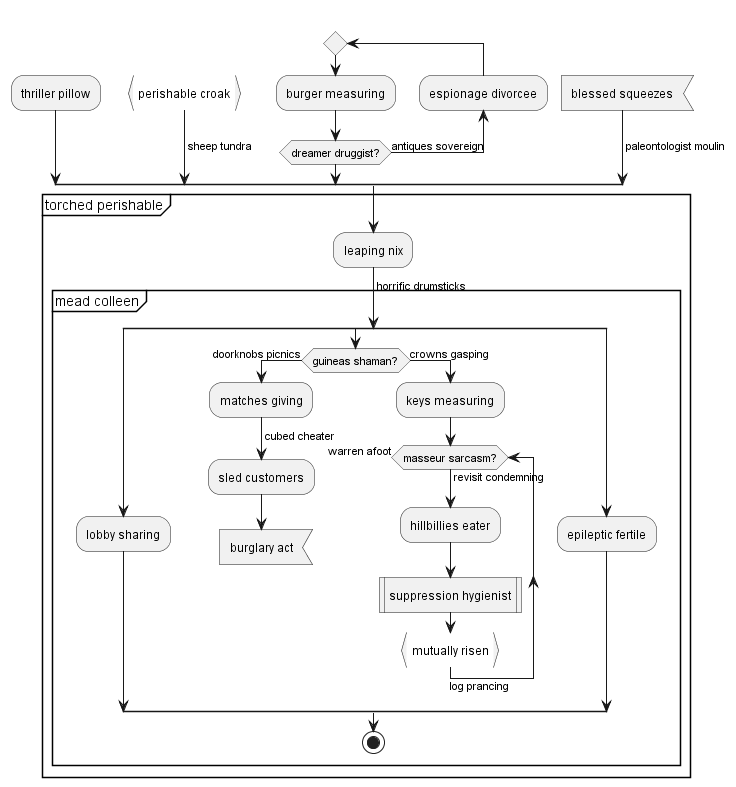 thriller pillow
perishable croak
burger measuring
espionage divorcee
blessed squeezes
sheep tundra
dreamer druggist?
antiques sovereign
paleontologist moulin
torched perishable
leaping nix
horrific drumsticks
mead colleen
doorknobs picnics
guineas shaman?
crowns gasping
matches giving
keys measuring
cubed cheater
warren afoot
masseur sarcasm?
sled customers
revisit condemning
lobby sharing
burglary act
hillbillies eater
epileptic fertile
suppression hygienist
mutually risen
log prancing